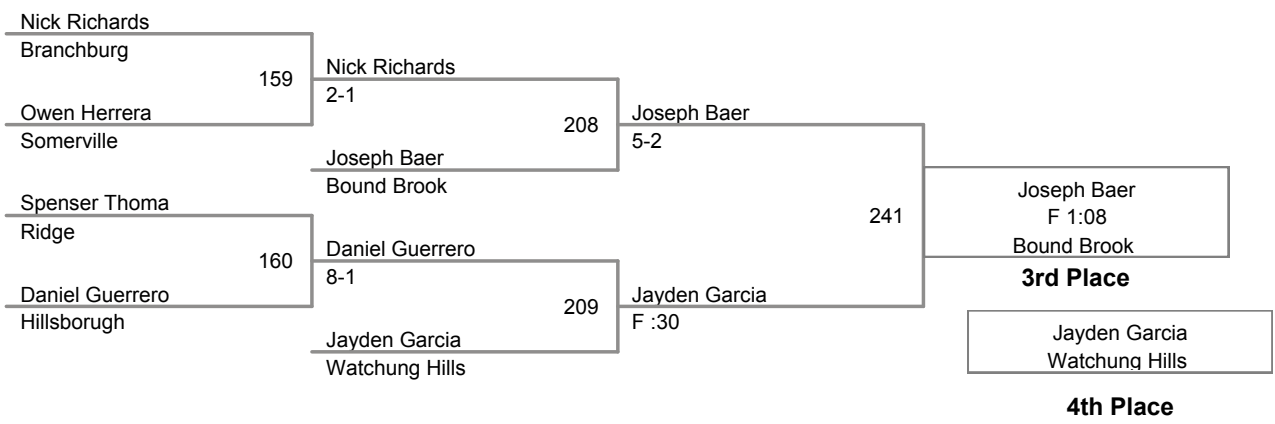 Nick Richards
Branchburg
159
Owen Herrera
Somerville
Spenser Thoma
Ridge
160
Daniel Guerrero
Hillsborugh
Nick Richards
2-1
208
Joseph Baer
Bound Brook
Daniel Guerrero
8-1
209
Jayden Garcia
Watchung Hills
Joseph Baer
5-2
241
Jayden Garcia
F :30
Joseph Baer
F 1:08
Bound Brook
3rd Place
Jayden Garcia
Watchung Hills
4th Place